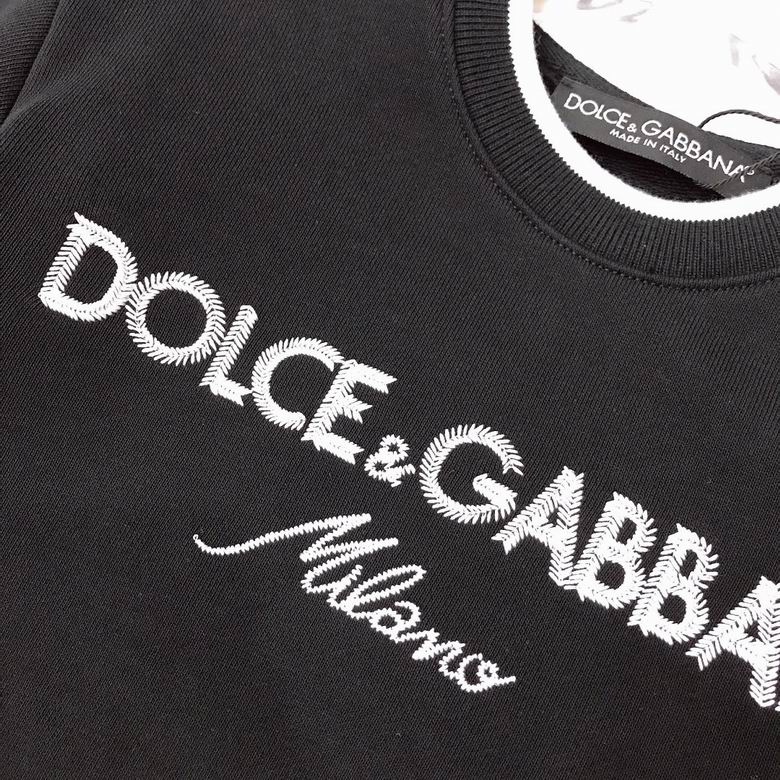 DOLCE & GABBANA
MADE IN ITALY
DOLCE & GABBA
Milano